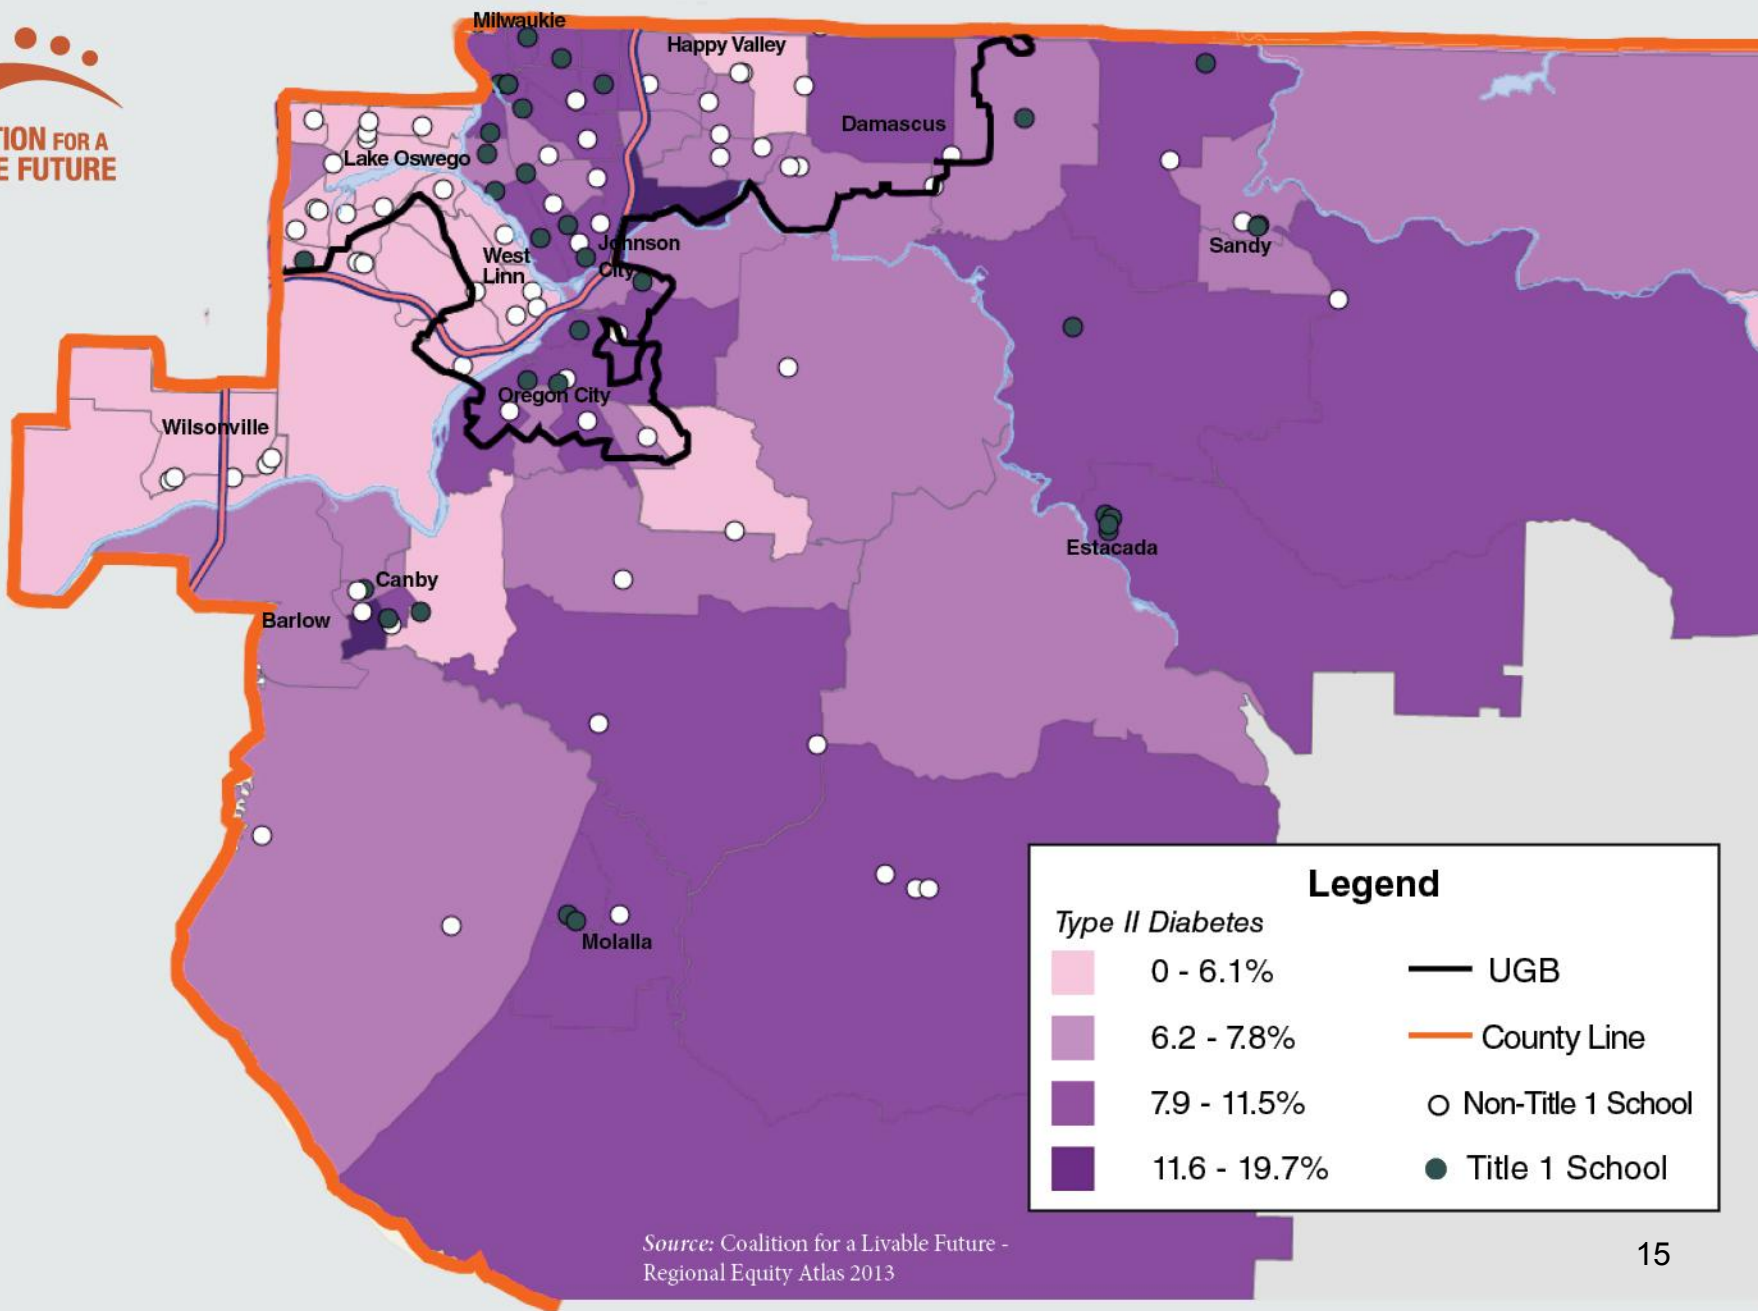 TION FOR A
E FUTURE
Milwaukie
Happy Valley
Damascus
Lake Oswego
West
Linn
Johnson
City
Sandy
Oregon City
Wilsonville
Estacada
Canby
Barlow
Molalla
Legend
Type II Diabetes
0 - 6.1%
6.2 - 7.8%
7.9 - 11.5%
11.6 - 19.7%
UGB
County Line
Non-Title 1 School
Title 1 School
Source: Coalition for a Livable Future -
Regional Equity Atlas 2013
15